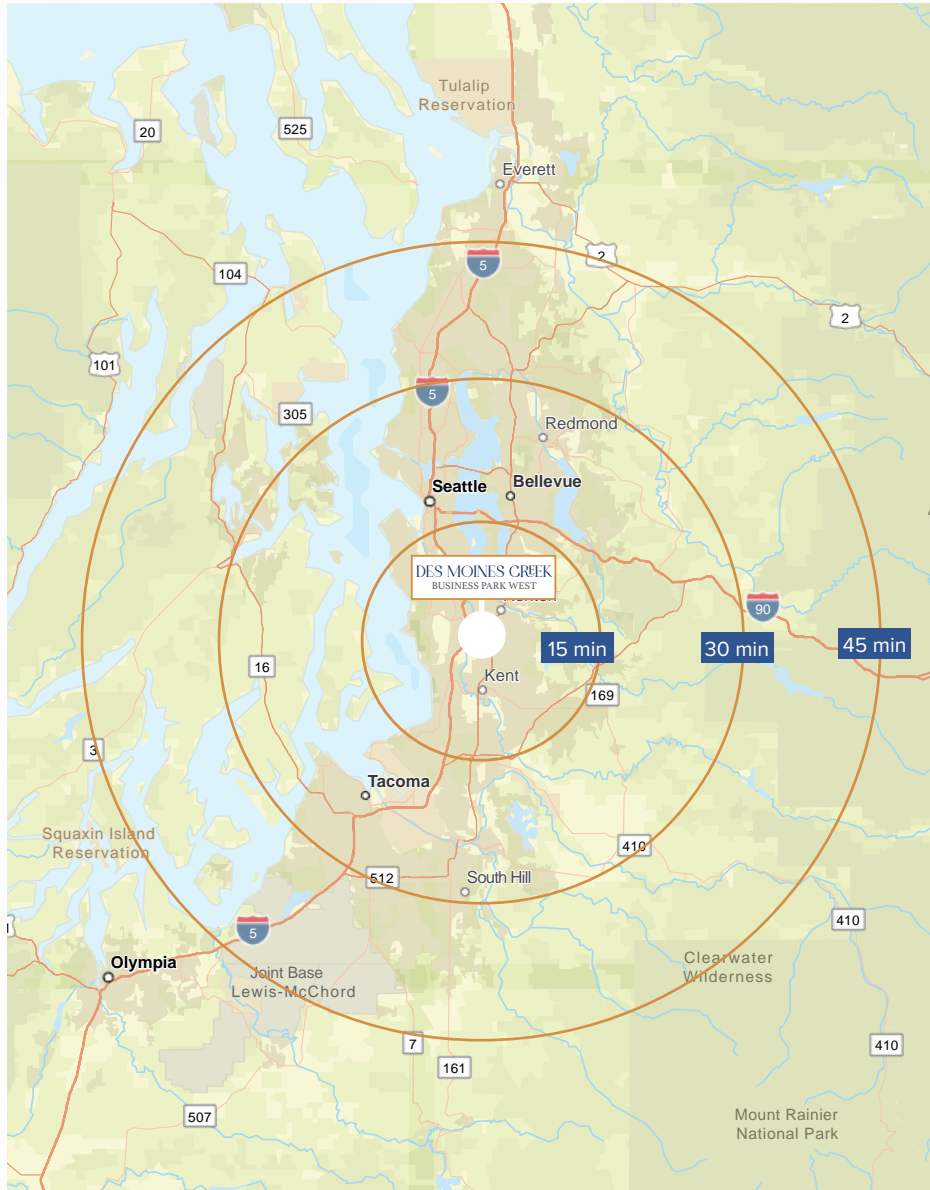 Tulalip
Reservation
20
525
Everett
5
2
104
2
101
5
305
Redmond
Seattle
Bellevue
DES MOINES CREEK
BUSINESS PARK WEST
90
15 min
30 min
45 min
16
Kent
169
3
Tacoma
Squaxin Island
Reservation
410
512
South Hill
410
5
Olympia
Clearwater
Wilderness
Joint Base
Lewis-McChord
7
410
161
507
Mount Rainier
National Park